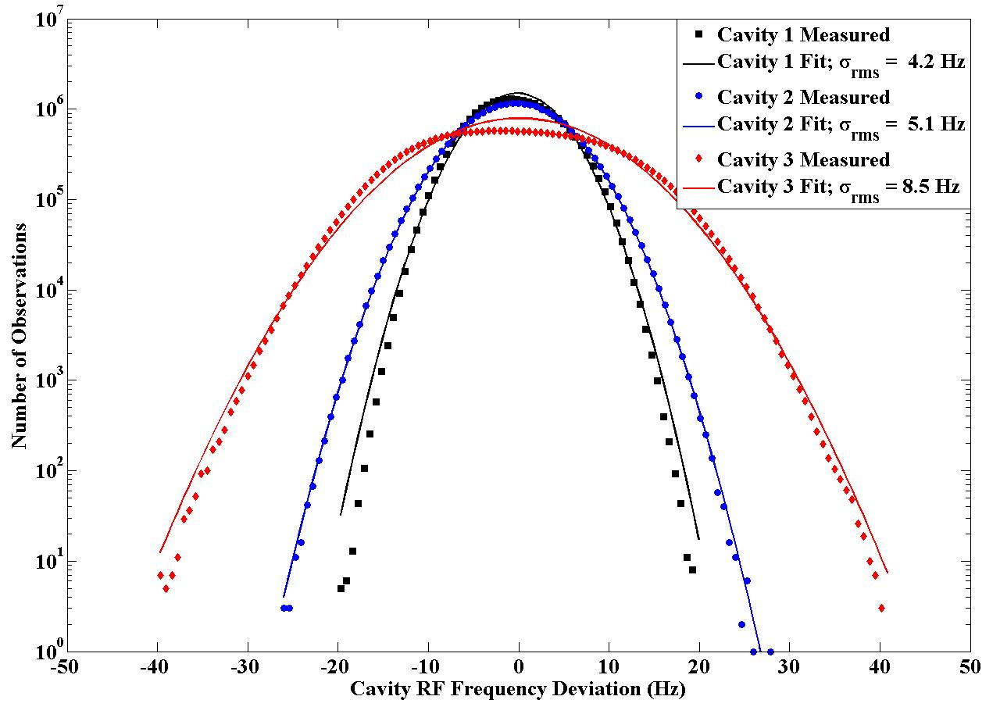 Cavity 1 Measured
Cavity 1 Fit; σrms = 4.2 Hz
Cavity 2 Measured
Cavity 2 Fit; σrms = 5.1 Hz
Cavity 3 Measured
Cavity 3 Fit; σrms = 8.5 Hz
Number of Observations
10^7
10^6
10^5
10^4
10^3
10^2
10^1
10^0
-50 -40 -30 -20 -10 0 10 20 30 40 50
Cavity RF Frequency Deviation (Hz)